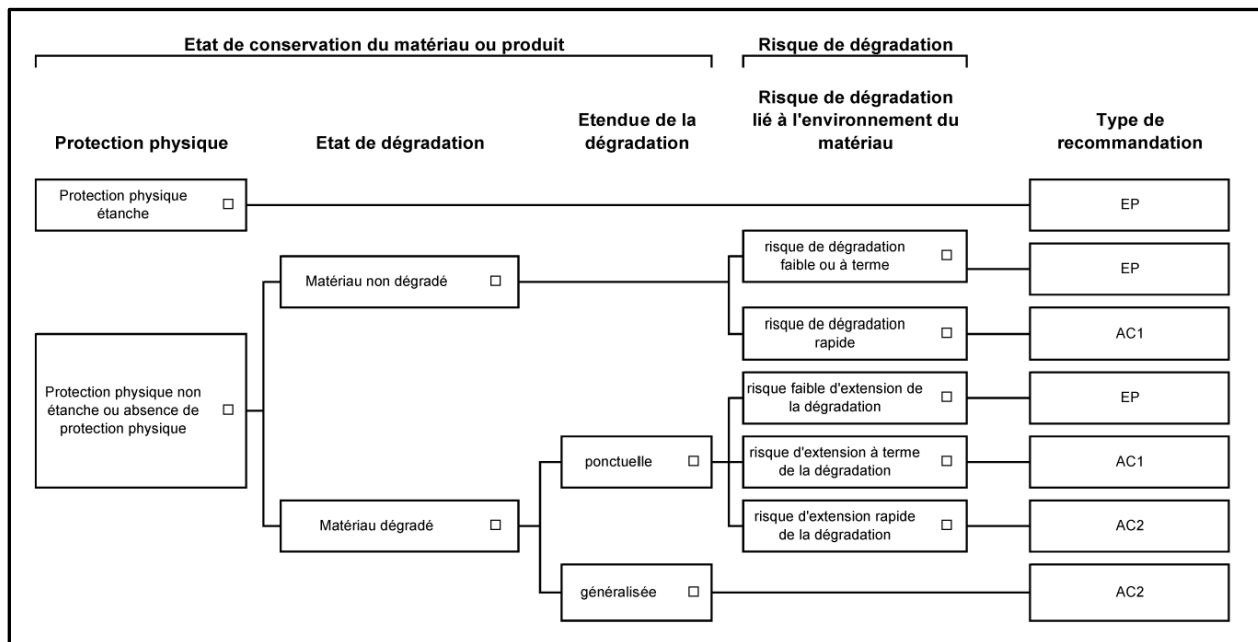 Etat de conservation du matériau ou produit
Risque de dégradation
Protection physique
Etat de dégradation
Etendue de la
dégradation
Risque de dégradation
lié à l'environnement du
matériau
Type de
recommandation
Protection physique
étanche
EP
Matériau non dégradé
risque de dégradation
faible ou à terme
EP
risque de dégradation
rapide
AC1
Protection physique non
étanche ou absence de
protection physique
risque faible d'extension de
la dégradation
EP
ponctuelle
risque d'extension à terme
de la dégradation
AC1
Matériau dégradé
risque d'extension rapide
de la dégradation
AC2
généralisée
AC2